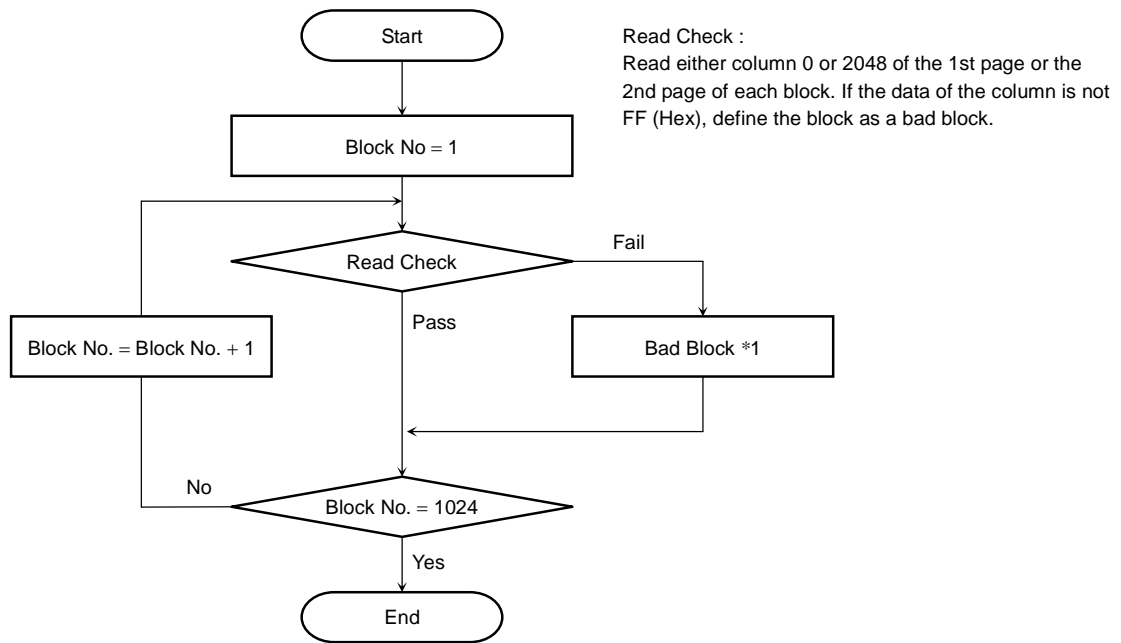 Start
Read Check :
Read either column 0 or 2048 of the 1st page or the
2nd page of each block. If the data of the column is not
FF (Hex), define the block as a bad block.
Block No = 1
Fail
Read Check
Pass
Block No. = Block No. + 1
Bad Block *1
No
Block No. = 1024
Yes
End